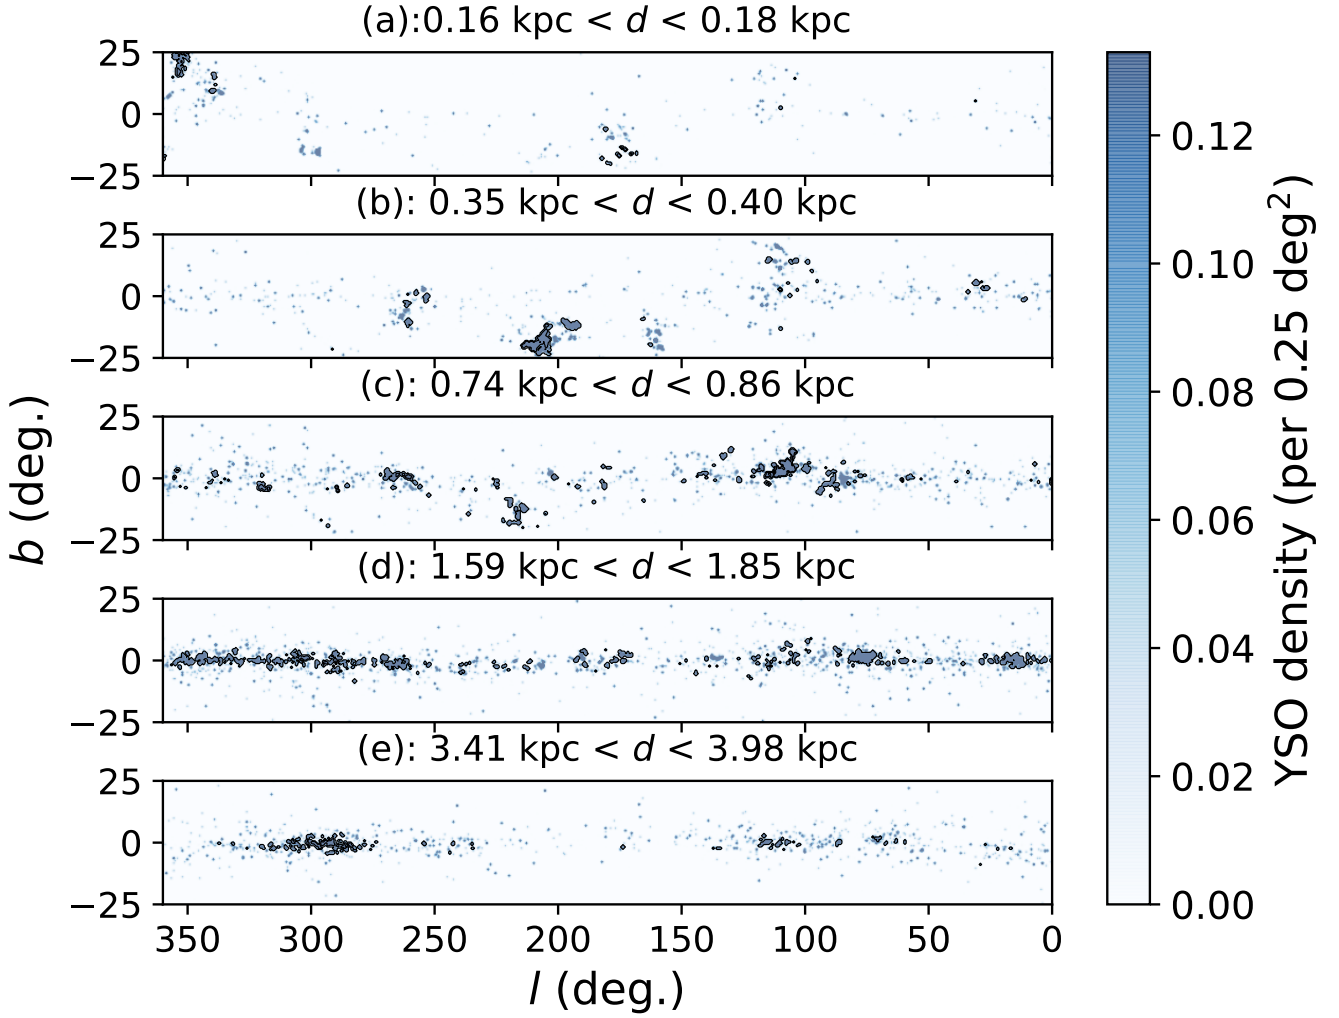 (a):0.16 kpc < d < 0.18 kpc
25
0
−25
(b): 0.35 kpc < d < 0.40 kpc
25
0
−25
(c): 0.74 kpc < d < 0.86 kpc
25
0
−25
(d): 1.59 kpc < d < 1.85 kpc
25
0
−25
(e): 3.41 kpc < d < 3.98 kpc
25
0
−25
350 300 250 200 150 100 50 0
l (deg.)
b (deg.)
0.12
0.10
0.08
0.06
0.04
0.02
0.00
YSO density (per 0.25 deg²)